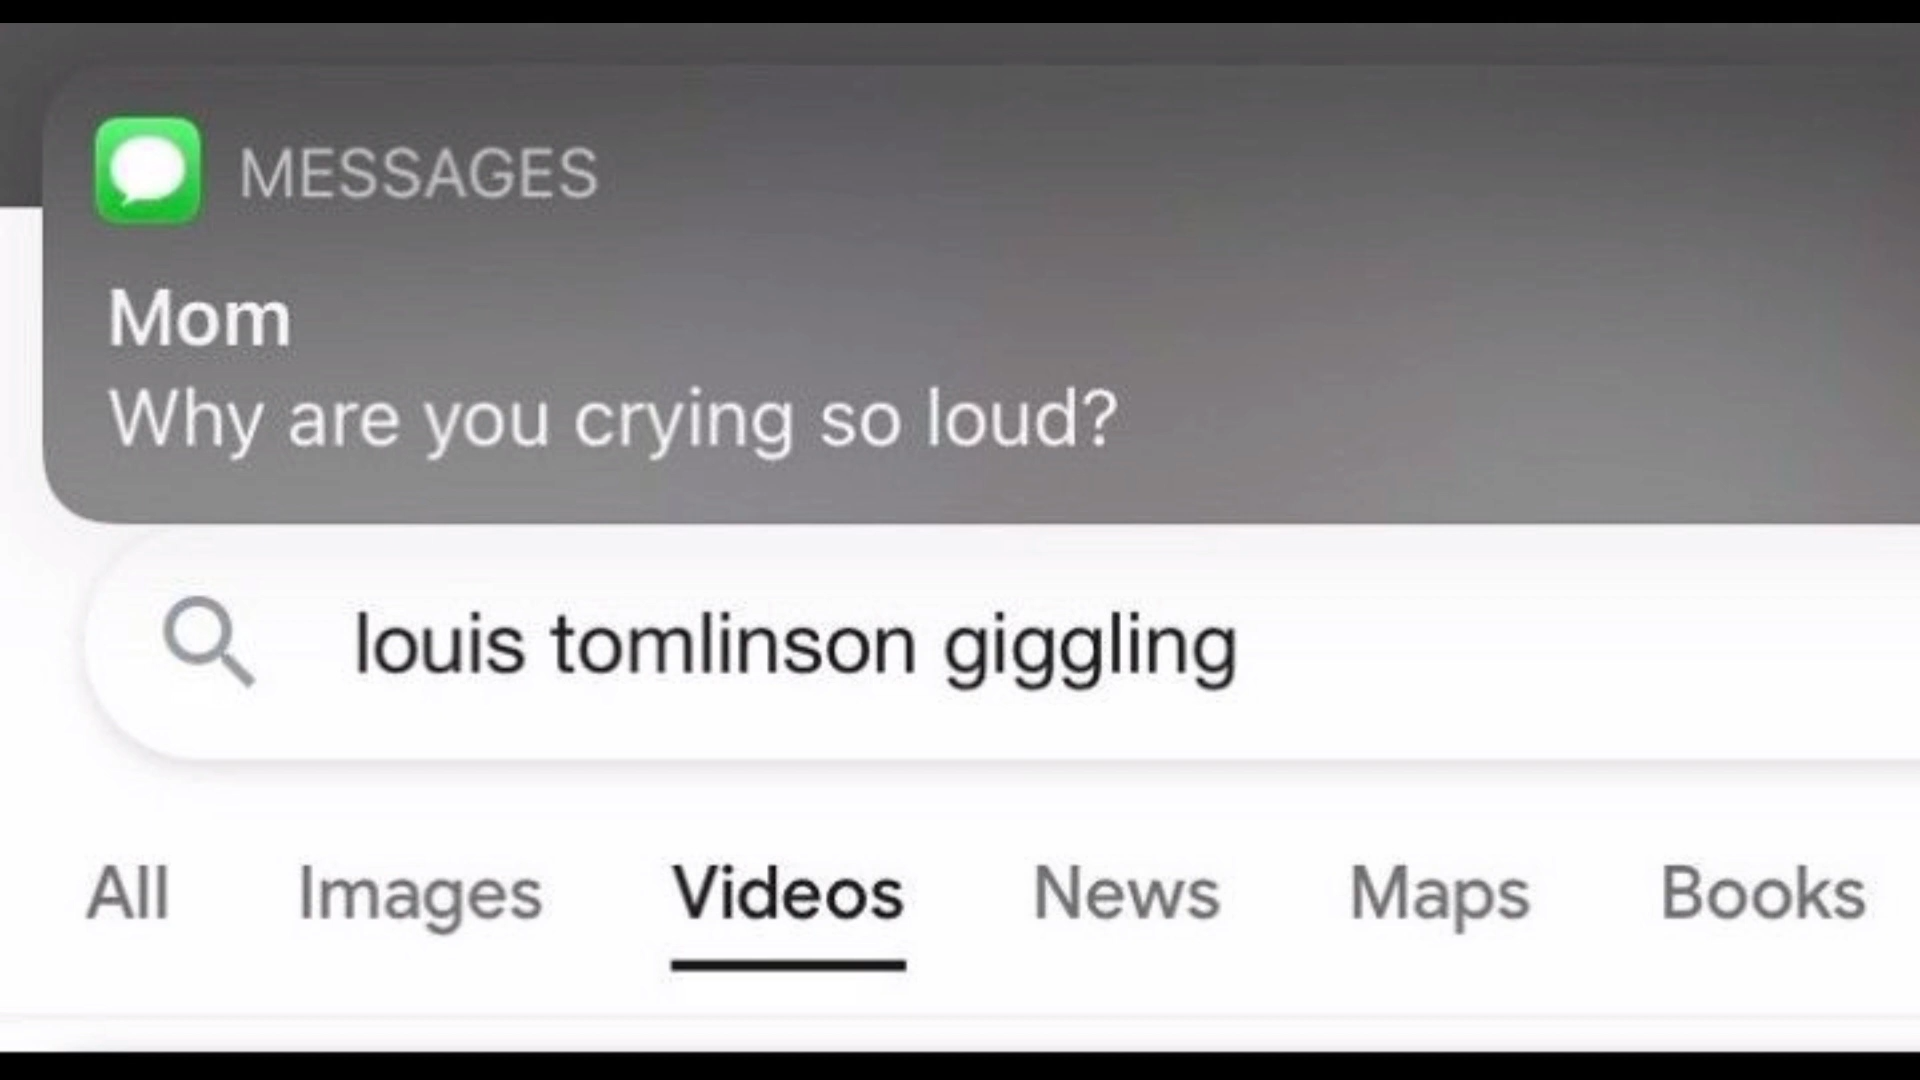 MESSAGES
Mom
Why are you crying so loud?
louis tomlinson giggling
All Images Videos News Maps Books